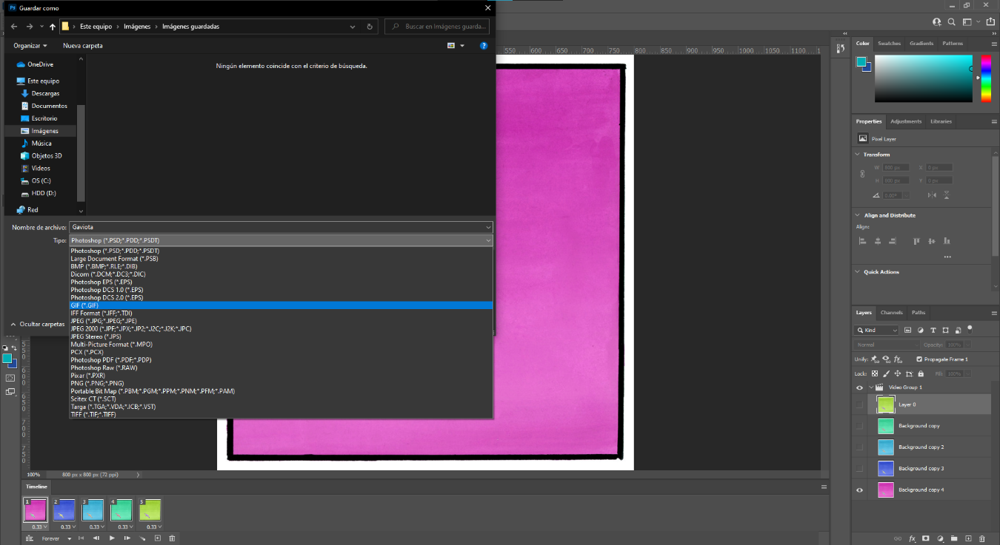 Ps Guardar como
Este equipo > Imágenes > Imágenes guardadas
Buscar en Imágenes guarda...
Organizar
Nueva carpeta
OneDrive
Este equipo
Descargas
Documentos
Escritorio
Imágenes
Música
Objetos 3D
Videos
OS (C:)
HDD (D:)
Red
Ningún elemento coincide con el criterio de búsqueda.
Nombre de archivo: Gaviota
Tipo: Photoshop (*.PSD;*.PDD;*.PSDT)
Photoshop (*.PSD;*.PDD;*.PSDT)
Large Document Format (*.PSB)
BMP (*.BMP;*.RLE;*.DIB)
Dicom (*.DCM;*.DC3;*.DIC)
Photoshop EPS (*.EPS)
Photoshop DCS 1.0 (*.EPS)
Photoshop DCS 2.0 (*.EPS)
GIF (*.GIF)
IFF Format (*.IFF;*.TDI)
JPEG (*.JPG;*.JPEG;*.JPE)
JPEG 2000 (*.JPF;*.JPX;*.JP2;*.J2C;*.J2K;*.JPC)
JPEG Stereo (*.JPS)
Multi-Picture Format (*.MPO)
PCX (*.PCX)
Photoshop PDF (*.PDF;*.PDP)
Photoshop Raw (*.RAW)
Pixar (*.PXR)
PNG (*.PNG;*.PNG)
Portable Bit Map (*.PBM;*.PGM;*.PPM;*.PNM;*.PFM;*.PAM)
Scitex CT (*.SCT)
Targa (*.TGA;*.VDA;*.ICB;*.VST)
TIFF (*.TIF;*.TIFF)
Ocultar carpetas
550 600 650 700 750 800 850 900 950 1000 1050 1100 1
550
600
650
700
750
100% 800 px x 800 px (72 ppi)
Timeline
1 2 3 4 5
0.33 0.33 0.33 0.33 0.33
Forever
Color Swatches Gradients Patterns
Properties Adjustments Libraries
Pixel Layer
Transform
W 800 px X 0 px
H 800 px Y 0 px
0.00°
Align and Distribute
Align:
Quick Actions
Layers Channels Paths
Kind
Normal Opacity: 100%
Unify: Propagate Frame 1
Lock: Fill: 100%
Video Group 1
Layer 0
Background copy
Background copy 2
Background copy 3
Background copy 4